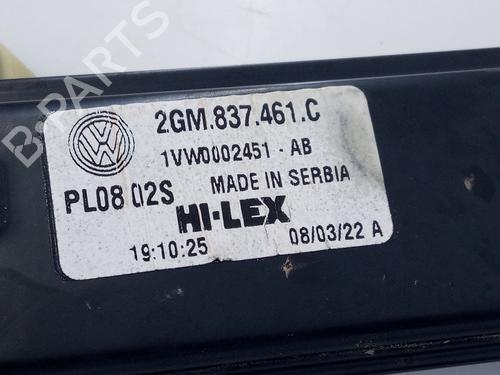 B-PARTS
2GM.837.461.C
1VW0002451 - AB
PL08 02S
MADE IN SERBIA
HI-LEX
19:10:25
08/03/22 A